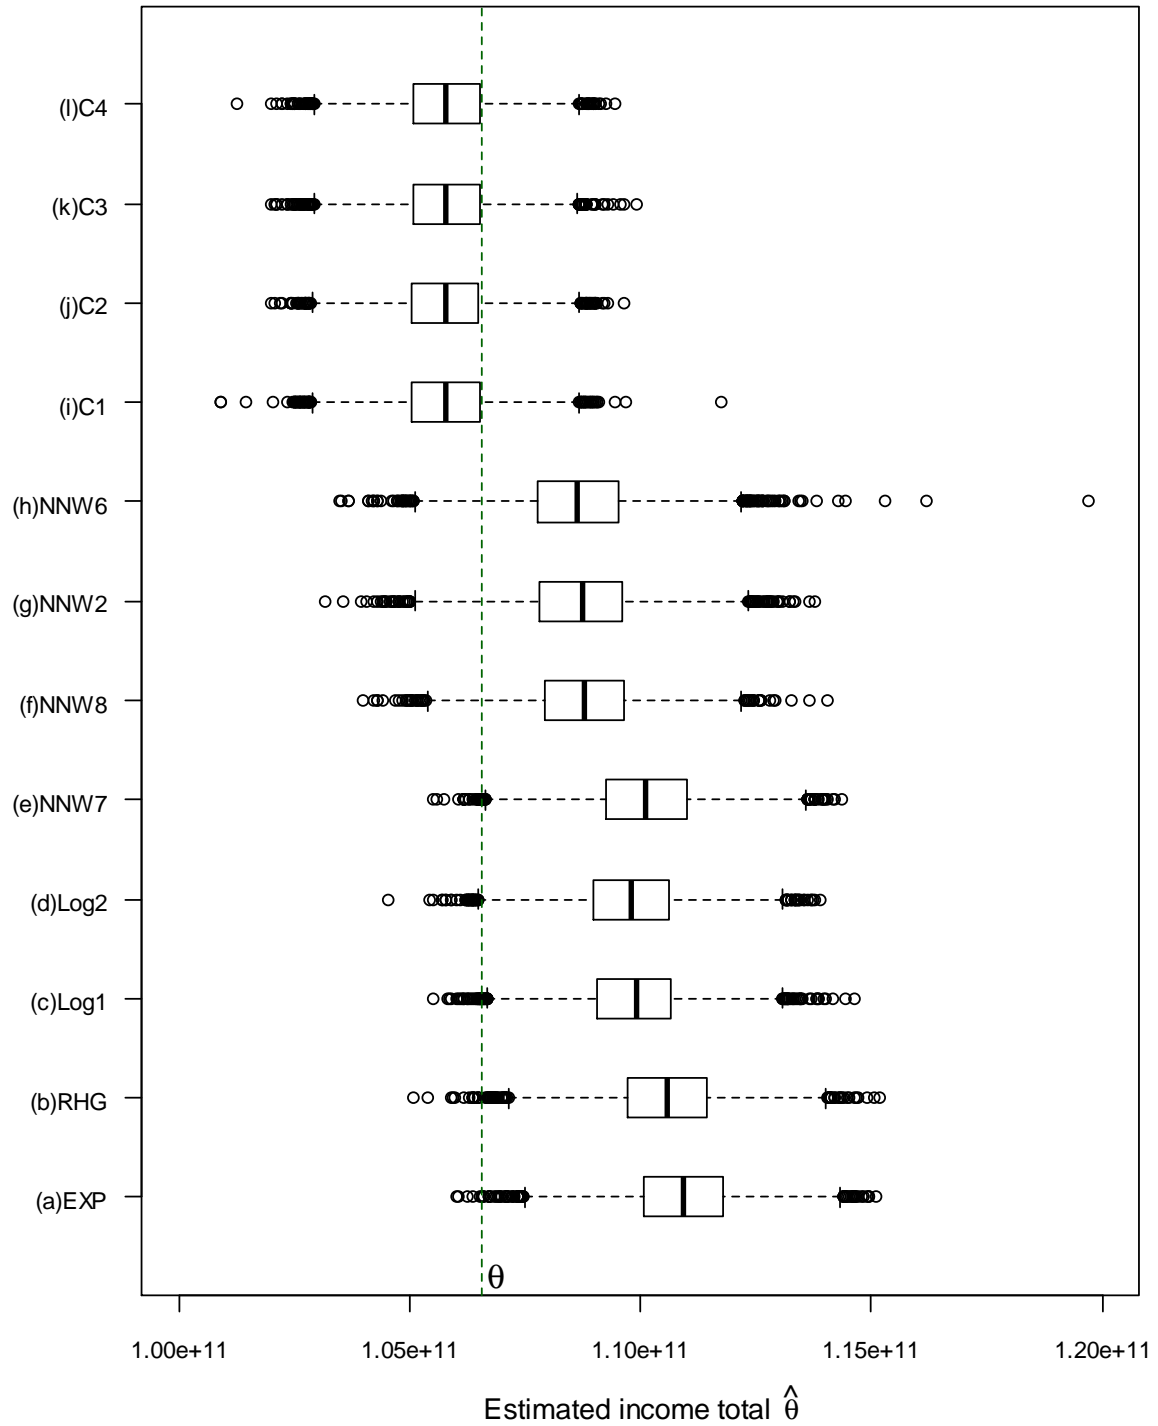 (l)C4
(k)C3
(j)C2
(i)C1
(h)NNW6
(g)NNW2
(f)NNW8
(e)NNW7
(d)Log2
(c)Log1
(b)RHG
(a)EXP
θ
1.00e+11 1.05e+11 1.10e+11 1.15e+11 1.20e+11
Estimated income total θ̂